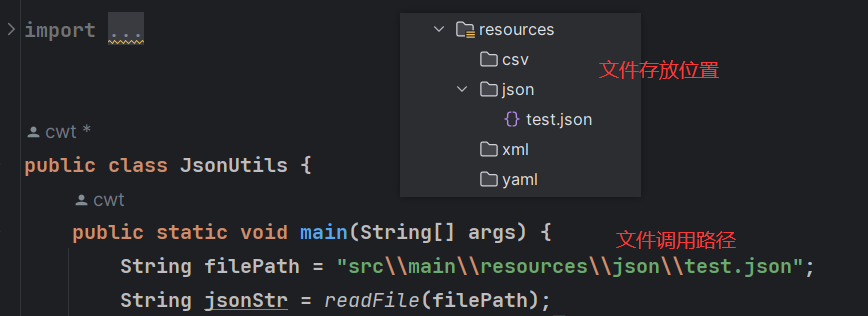 import ...
resources
csv
文件存放位置
json
test.json
xml
yaml
cwt *
public class JsonUtils {
cwt
public static void main(String[] args) {
文件调用路径
String filePath = "src\\main\\resources\\json\\test.json";
String jsonStr = readFile(filePath);